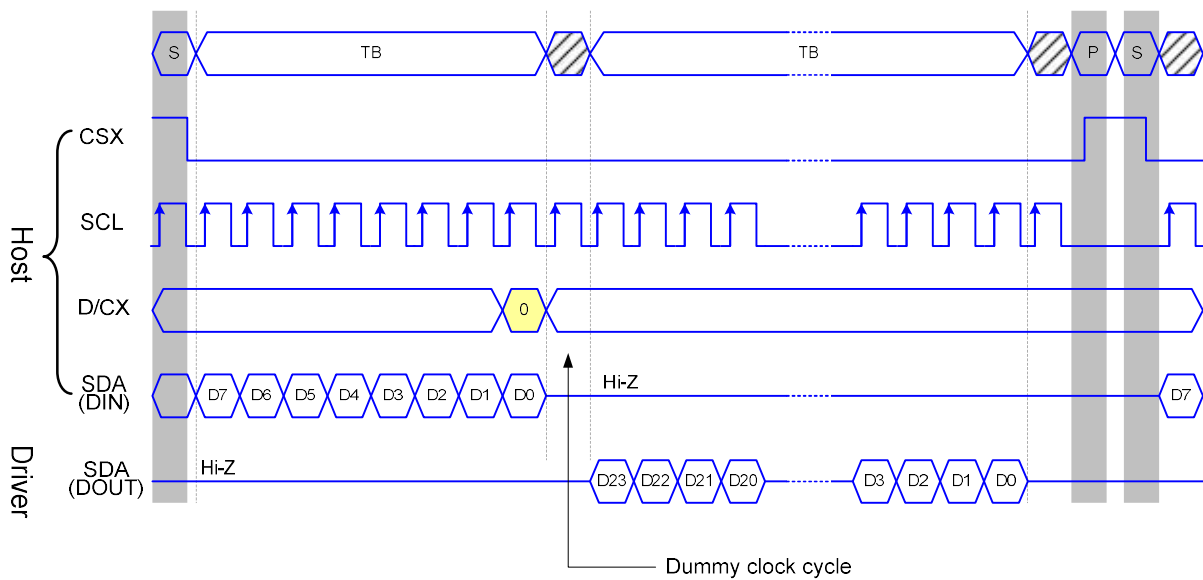 S TB TB P S
CSX
SCL
D/CX 0
SDA
(DIN) D7 D6 D5 D4 D3 D2 D1 D0 Hi-Z D7
Host
SDA
(DOUT) Hi-Z D23 D22 D21 D20 D3 D2 D1 D0
Driver
Dummy clock cycle